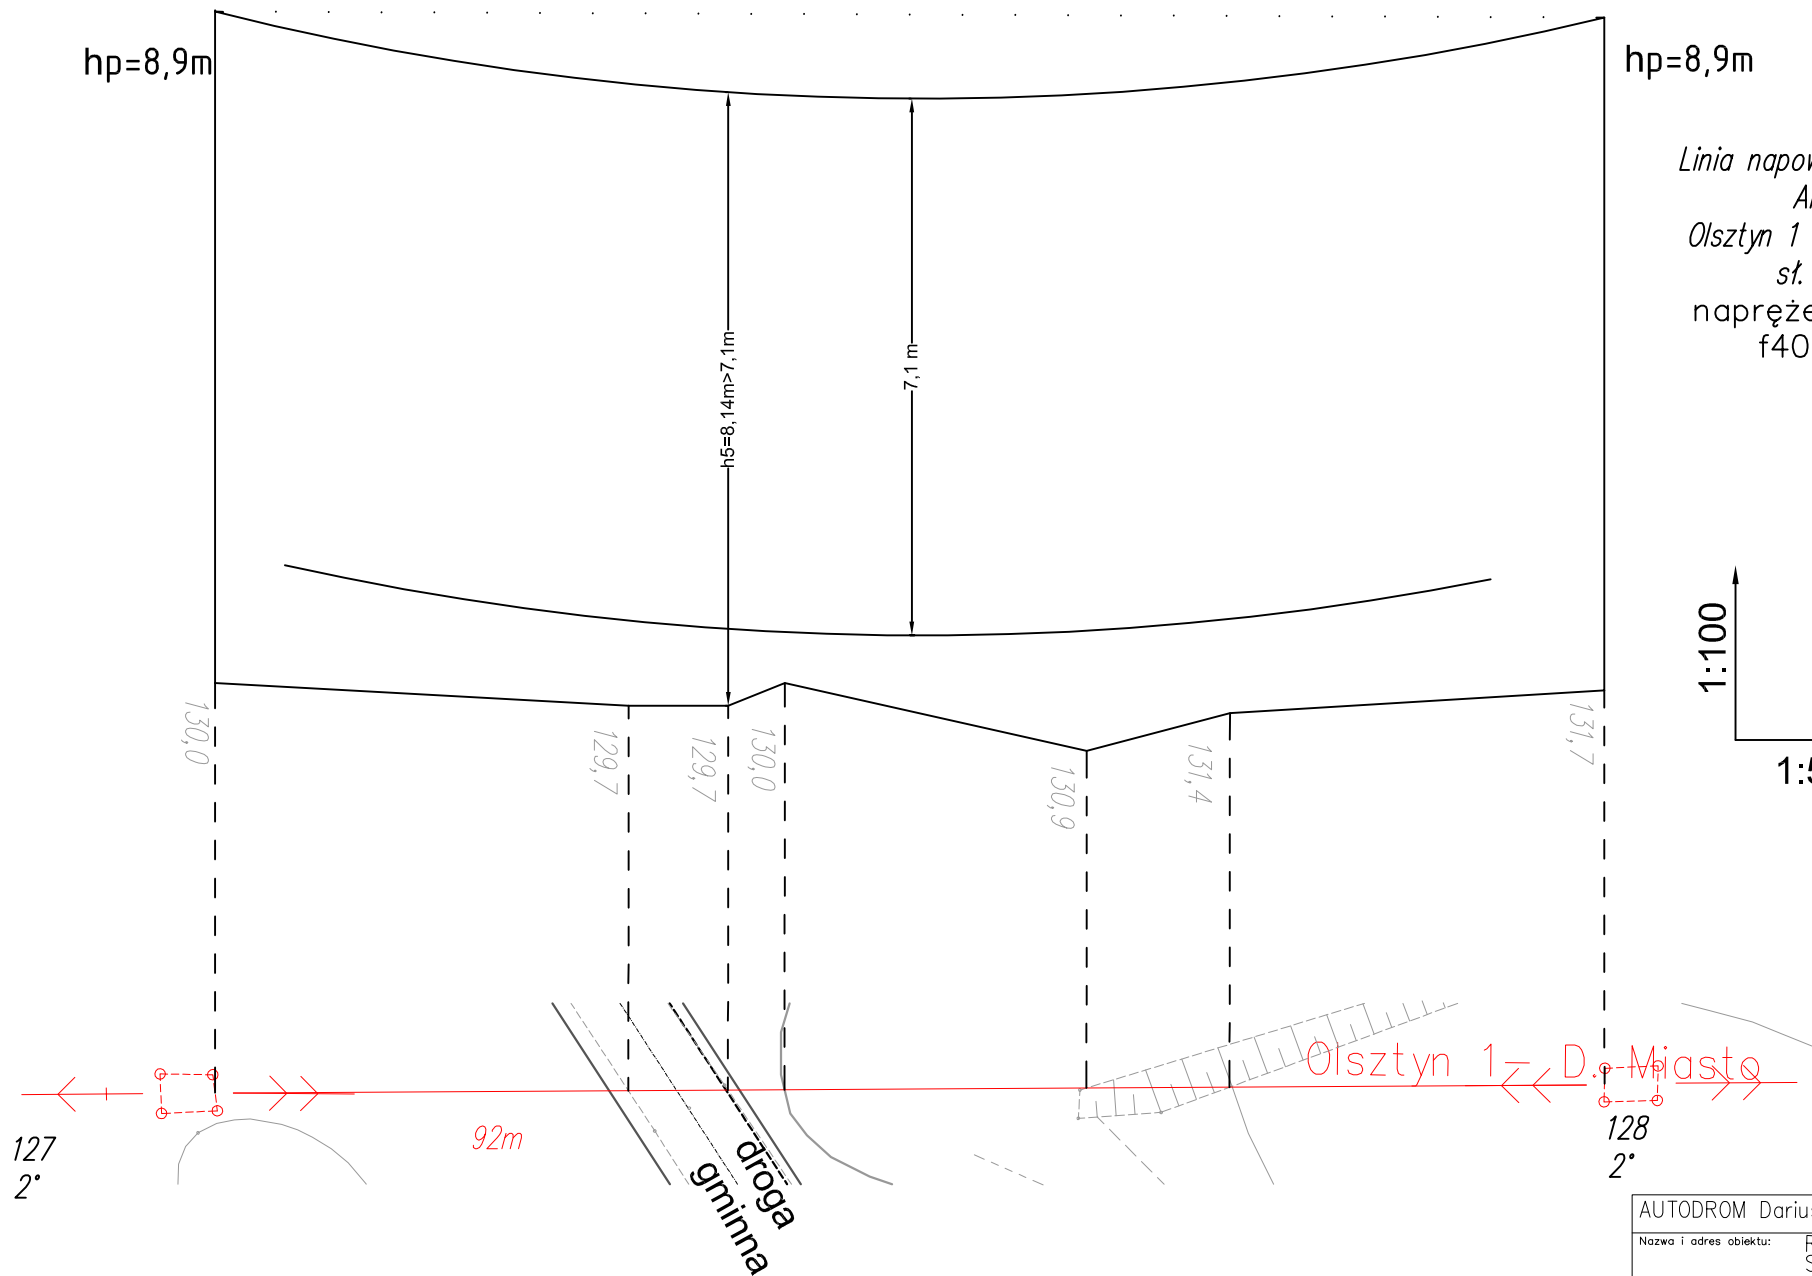 hp=8,9m
hp=8,9m
Linia napow
Olsztyn 1
sł.
napręże
f40
h5=8,14m>7,1m
7,1 m
1:100
1:5
130,0
129,7
129,7
130,0
130,9
131,4
131,7
Olsztyn 1– D. Miasto
92m
127
2°
128
2°
droga
gminna
AUTODROM Dariu
Nazwa i adres obiektu: